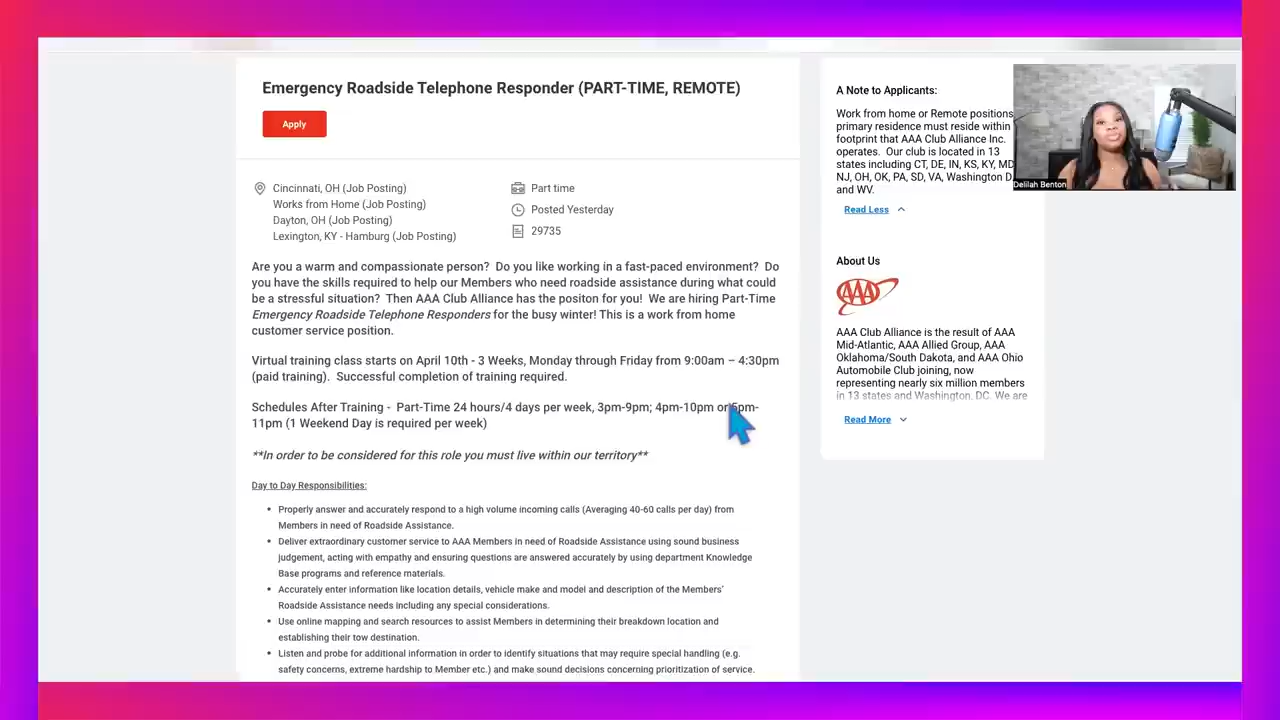 Emergency Roadside Telephone Responder (PART-TIME, REMOTE)
Apply
Cincinnati, OH (Job Posting)
Works from Home (Job Posting)
Dayton, OH (Job Posting)
Lexington, KY - Hamburg (Job Posting)
Part time
Posted Yesterday
29735
Are you a warm and compassionate person? Do you like working in a fast-paced environment? Do
you have the skills required to help our Members who need roadside assistance during what could
be a stressful situation? Then AAA Club Alliance has the positon for you! We are hiring Part-Time
Emergency Roadside Telephone Responders for the busy winter! This is a work from home
customer service position.
Virtual training class starts on April 10th - 3 Weeks, Monday through Friday from 9:00am – 4:30pm
(paid training). Successful completion of training required.
Schedules After Training - Part-Time 24 hours/4 days per week, 3pm-9pm; 4pm-10pm or 5pm-
11pm (1 Weekend Day is required per week)
**In order to be considered for this role you must live within our territory**
Day to Day Responsibilities:
• Properly answer and accurately respond to a high volume incoming calls (Averaging 40-60 calls per day) from
Members in need of Roadside Assistance.
• Deliver extraordinary customer service to AAA Members in need of Roadside Assistance using sound business
judgement, acting with empathy and ensuring questions are answered accurately by using department Knowledge
Base programs and reference materials.
• Accurately enter information like location details, vehicle make and model and description of the Members'
Roadside Assistance needs including any special considerations.
• Use online mapping and search resources to assist Members in determining their breakdown location and
establishing their tow destination.
• Listen and probe for additional information in order to identify situations that may require special handling (e.g.
safety concerns, extreme hardship to Member etc.) and make sound decisions concerning prioritization of service.
A Note to Applicants:
Work from home or Remote positions
primary residence must reside within
footprint that AAA Club Alliance Inc.
operates. Our club is located in 13
states including CT, DE, IN, KS, KY, MD
NJ, OH, OK, PA, SD, VA, Washington D
and WV.
Read Less
About Us
AAA
AAA Club Alliance is the result of AAA
Mid-Atlantic, AAA Allied Group, AAA
Oklahoma/South Dakota, and AAA Ohio
Automobile Club joining, now
representing nearly six million members
in 13 states and Washington, DC. We are
Read More
Delilah Benton